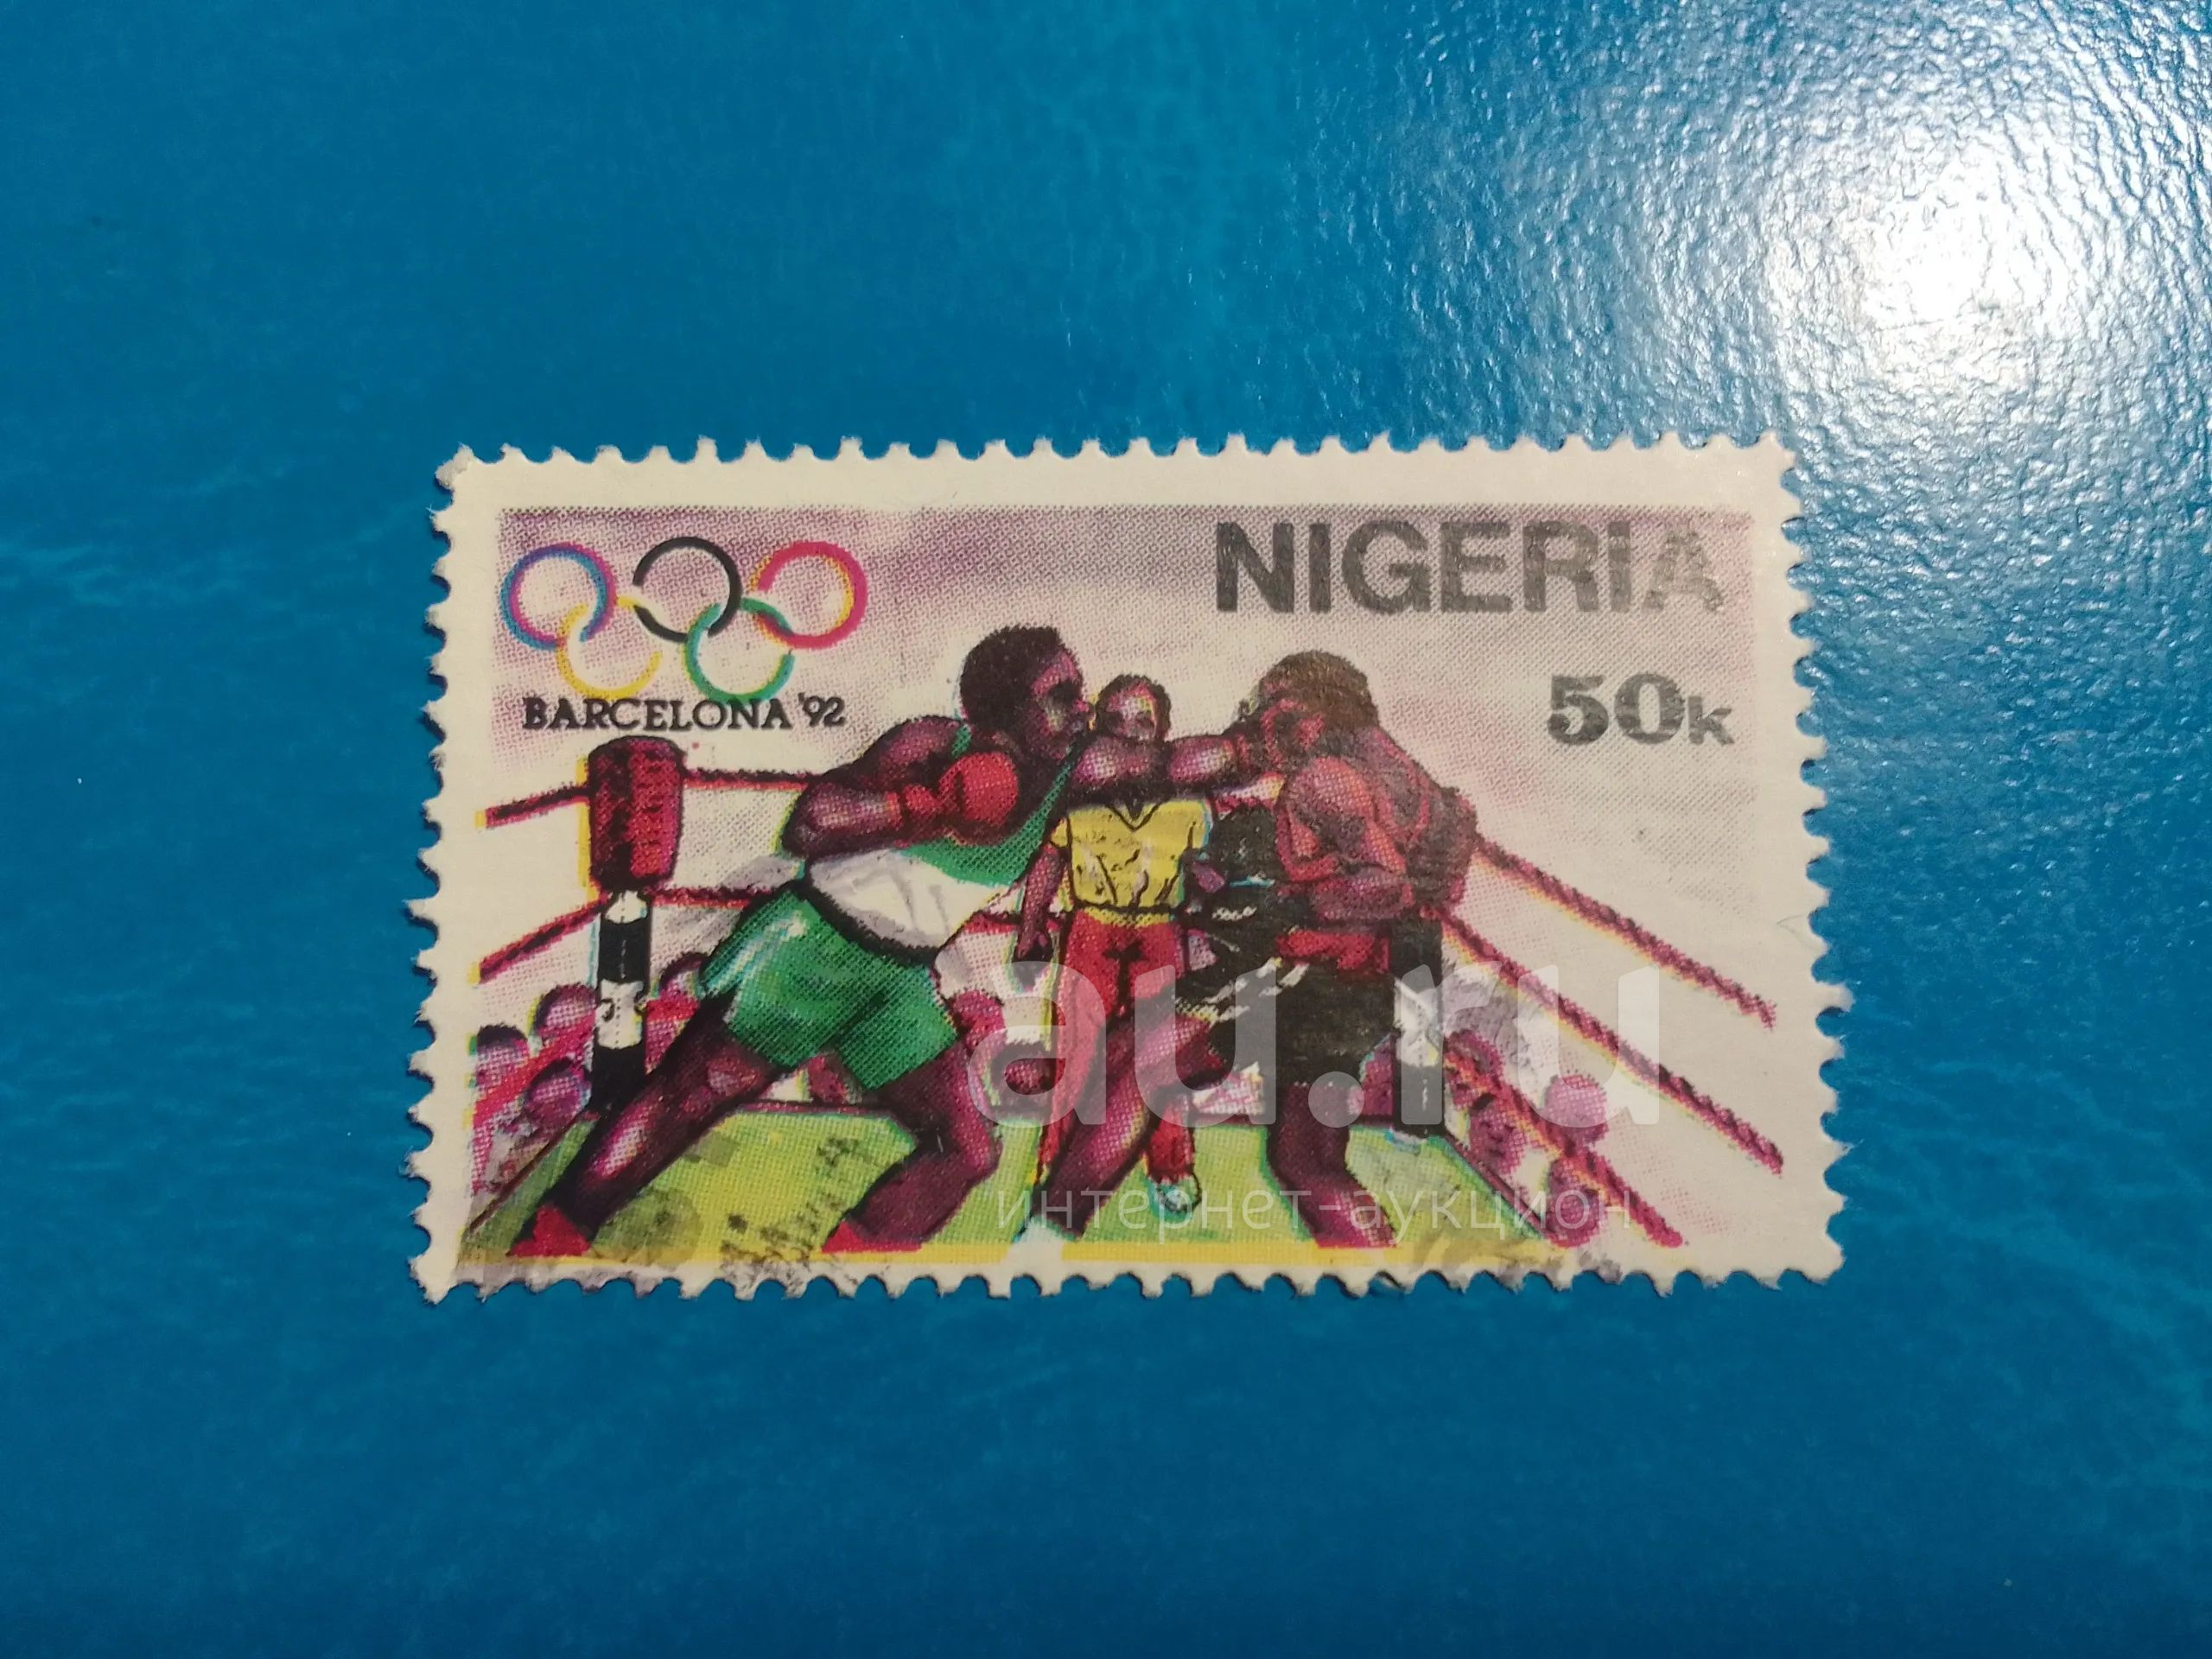 NIGERIA
50k
BARCELONA '92
au.ru
интернет-аукцион